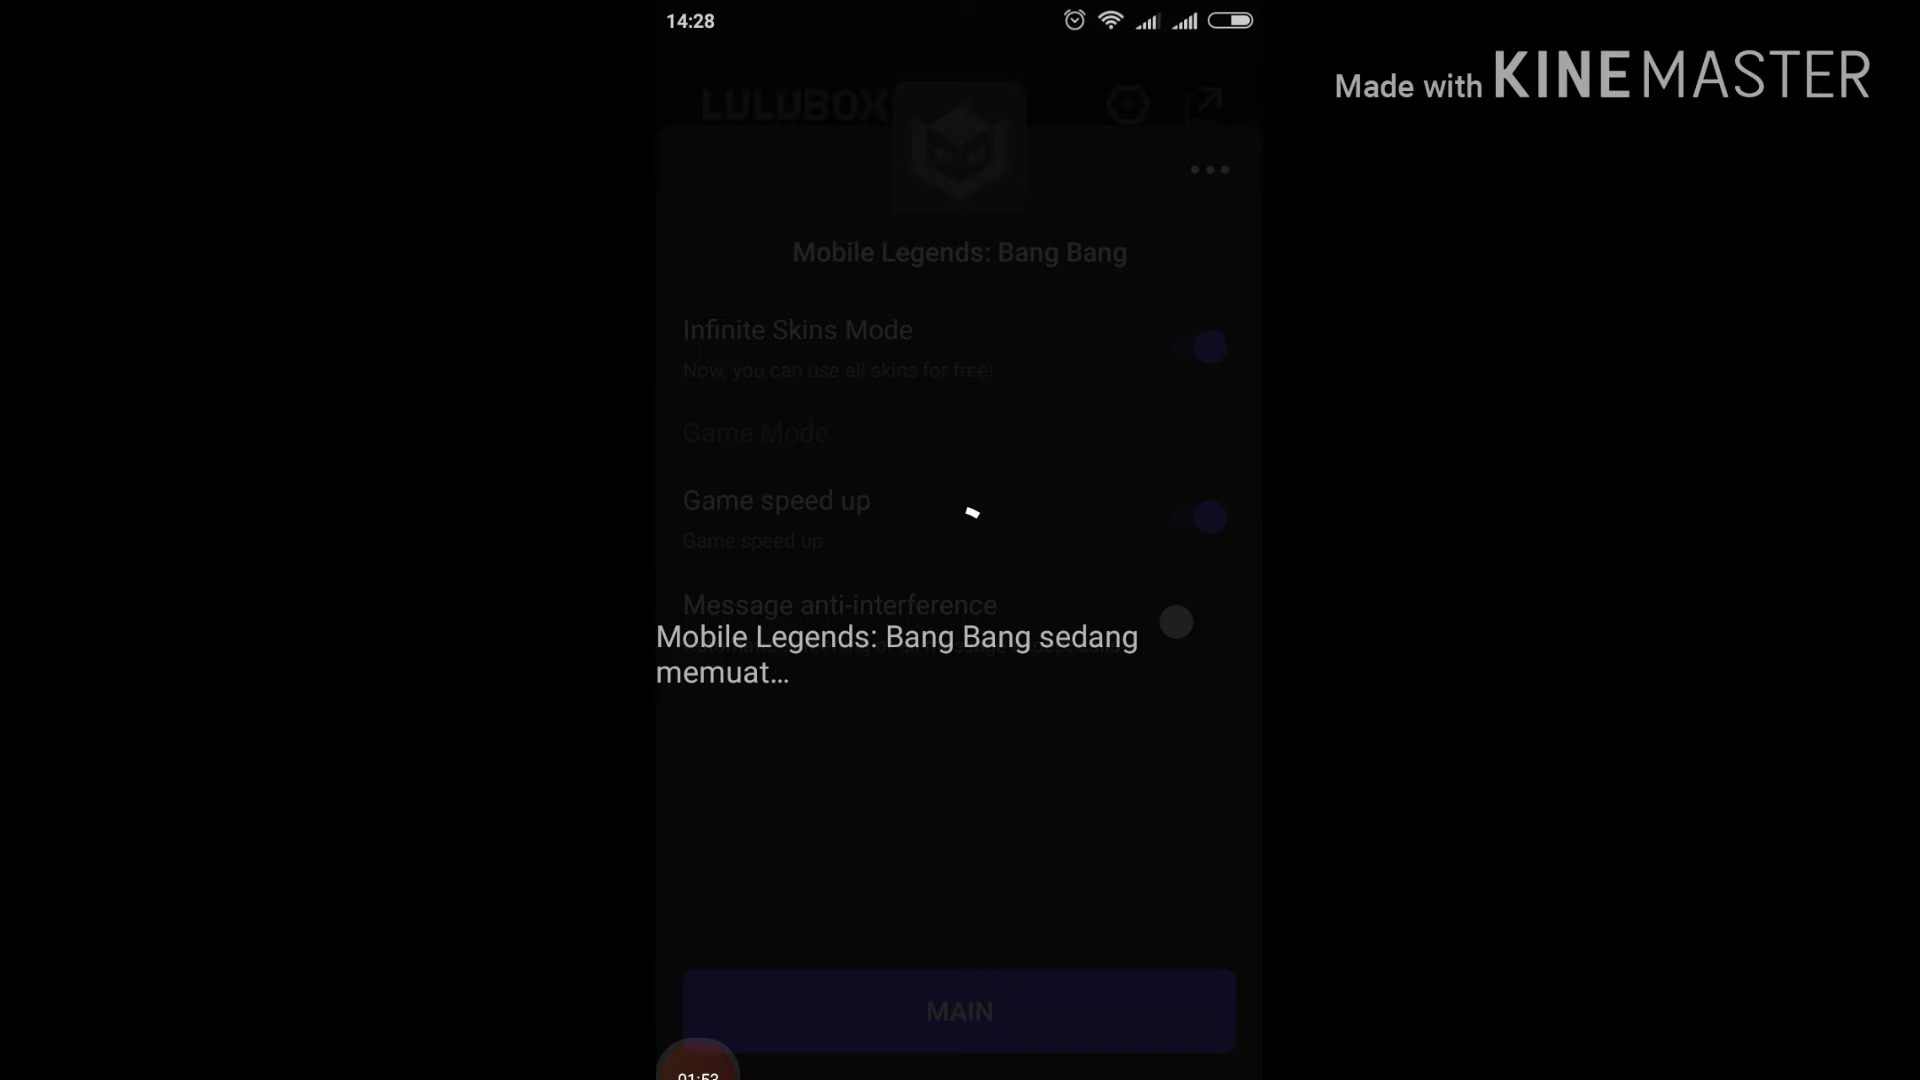 14:28
Made with KINEMASTER
LULUBOX
Mobile Legends: Bang Bang
Infinite Skins Mode
Now, you can use all skins for free!
Game Mode
Game speed up
Game speed up
Message anti-interference
Mobile Legends: Bang Bang sedang
memuat...
MAIN
01:53